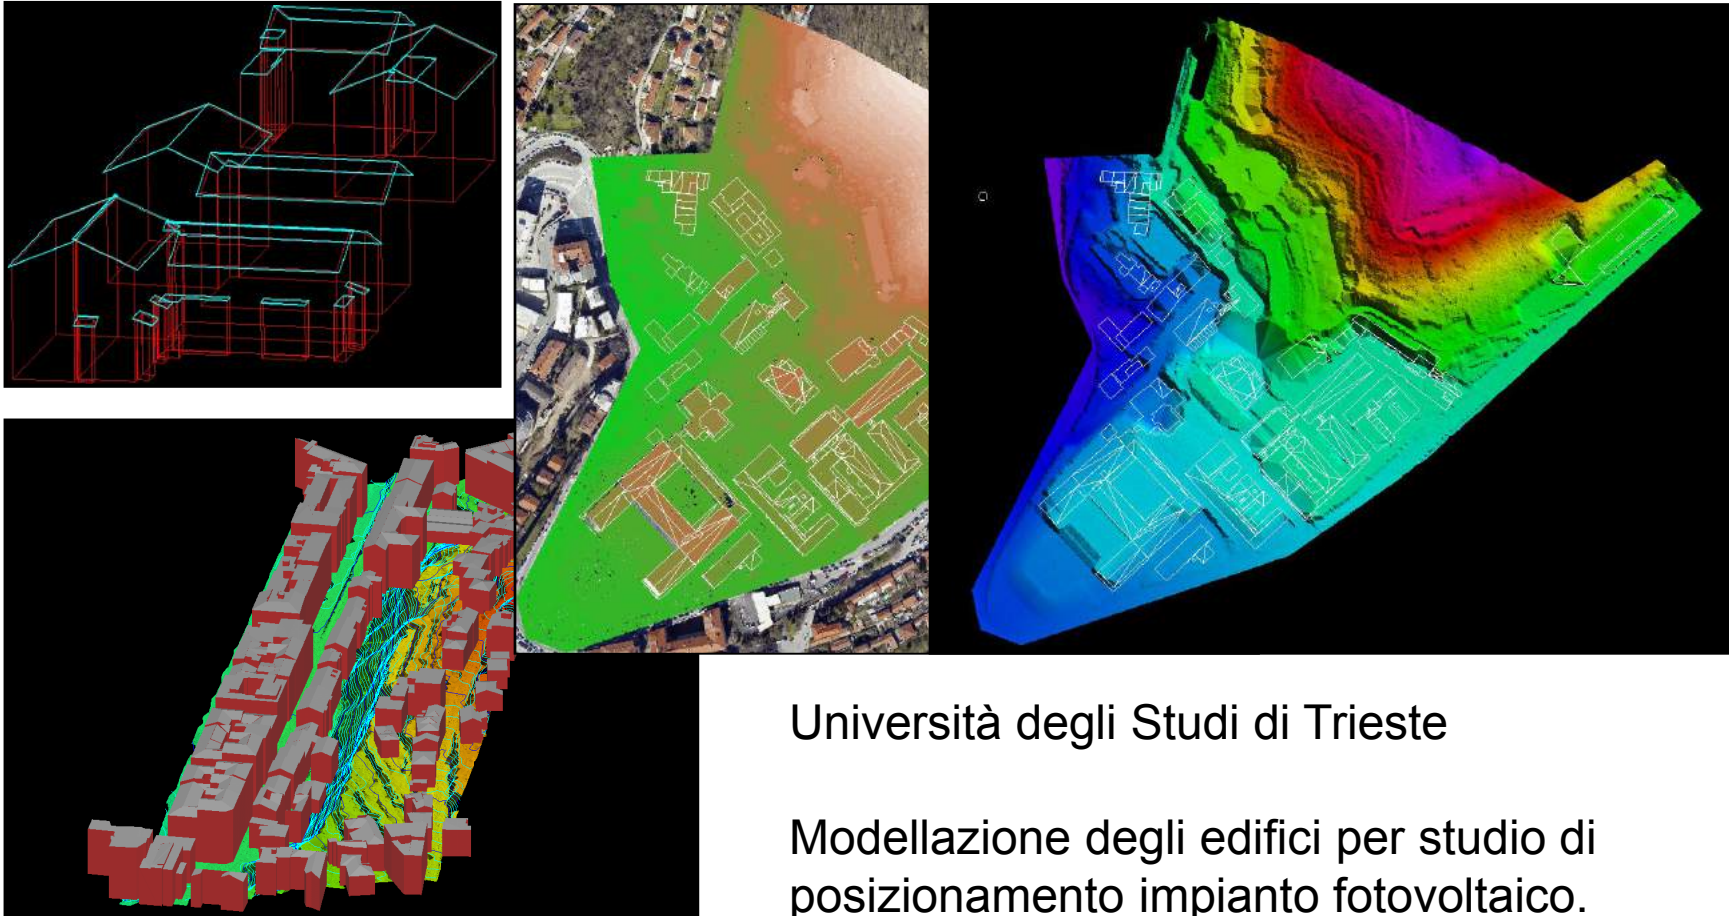 Università degli Studi di Trieste
Modellazione degli edifici per studio di
posizionamento impianto fotovoltaico.